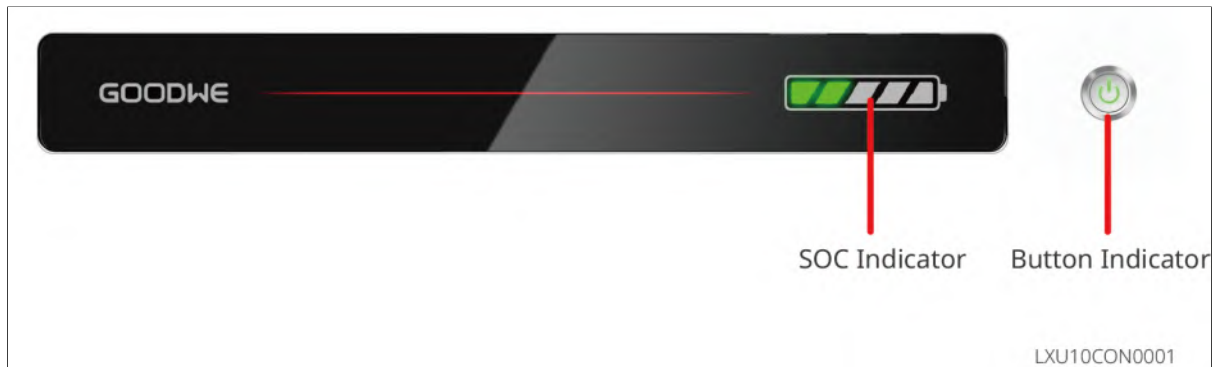 GOODWE
SOC Indicator
Button Indicator
LXU10CON0001